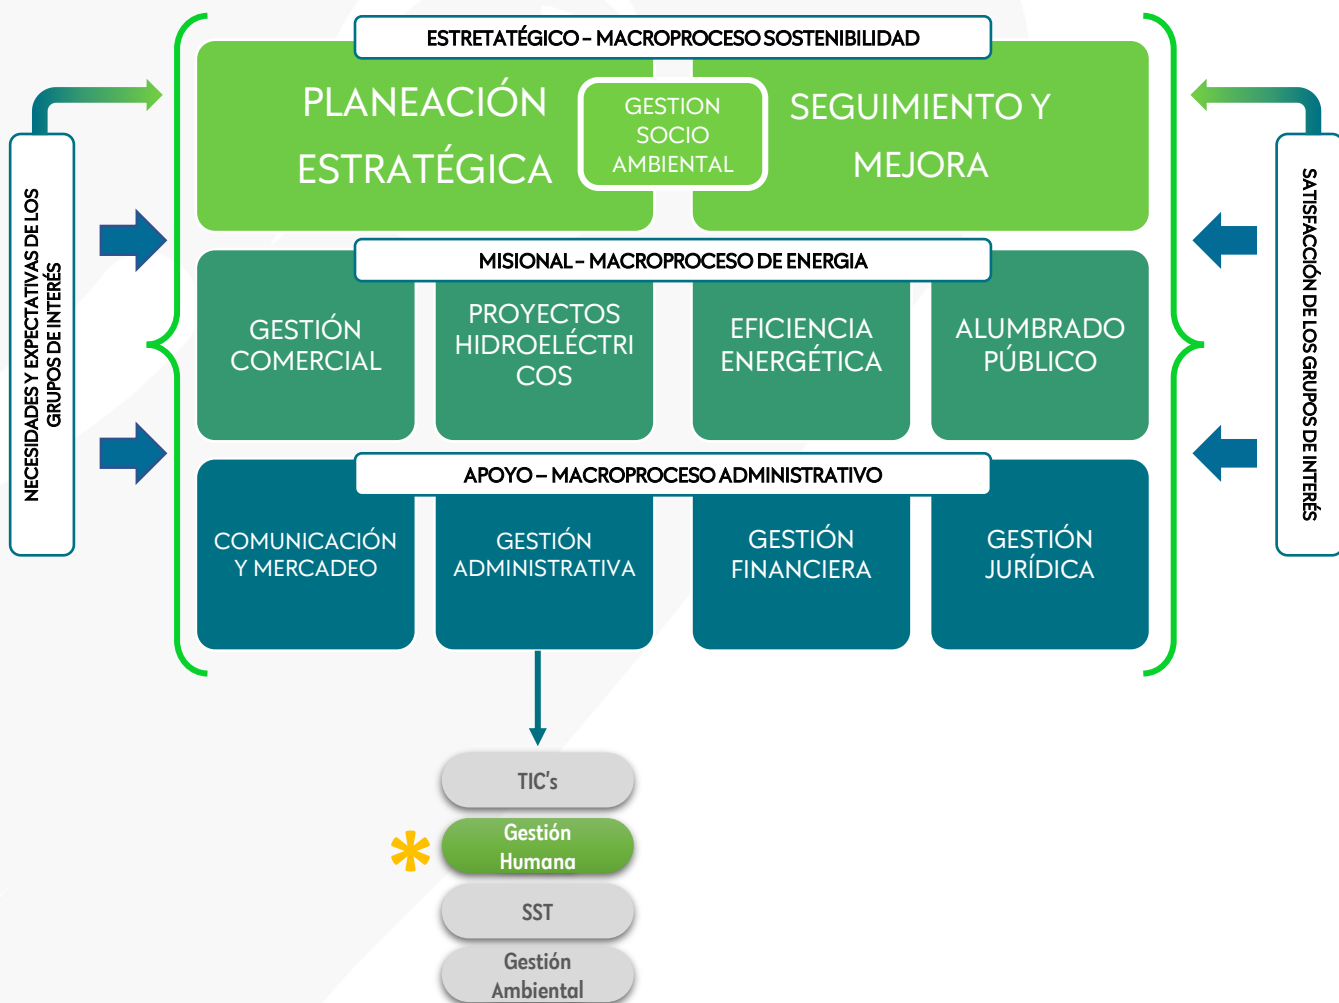 ESTRETATÉGICO – MACROPROCESO SOSTENIBILIDAD
PLANEACIÓN
ESTRATÉGICA
GESTION
SOCIO
AMBIENTAL
SEGUIMIENTO Y
MEJORA
NECESIDADES Y EXPECTATIVAS DE LOS
GRUPOS DE INTERÉS
SATISFACCIÓN DE LOS GRUPOS DE INTERÉS
MISIONAL – MACROPROCESO DE ENERGIA
GESTIÓN
COMERCIAL
PROYECTOS
HIDROELÉCTRI
COS
EFICIENCIA
ENERGÉTICA
ALUMBRADO
PÚBLICO
APOYO – MACROPROCESO ADMINISTRATIVO
COMUNICACIÓN
Y MERCADEO
GESTIÓN
ADMINISTRATIVA
GESTIÓN
FINANCIERA
GESTIÓN
JURÍDICA
TIC's
*
Gestión
Humana
SST
Gestión
Ambiental